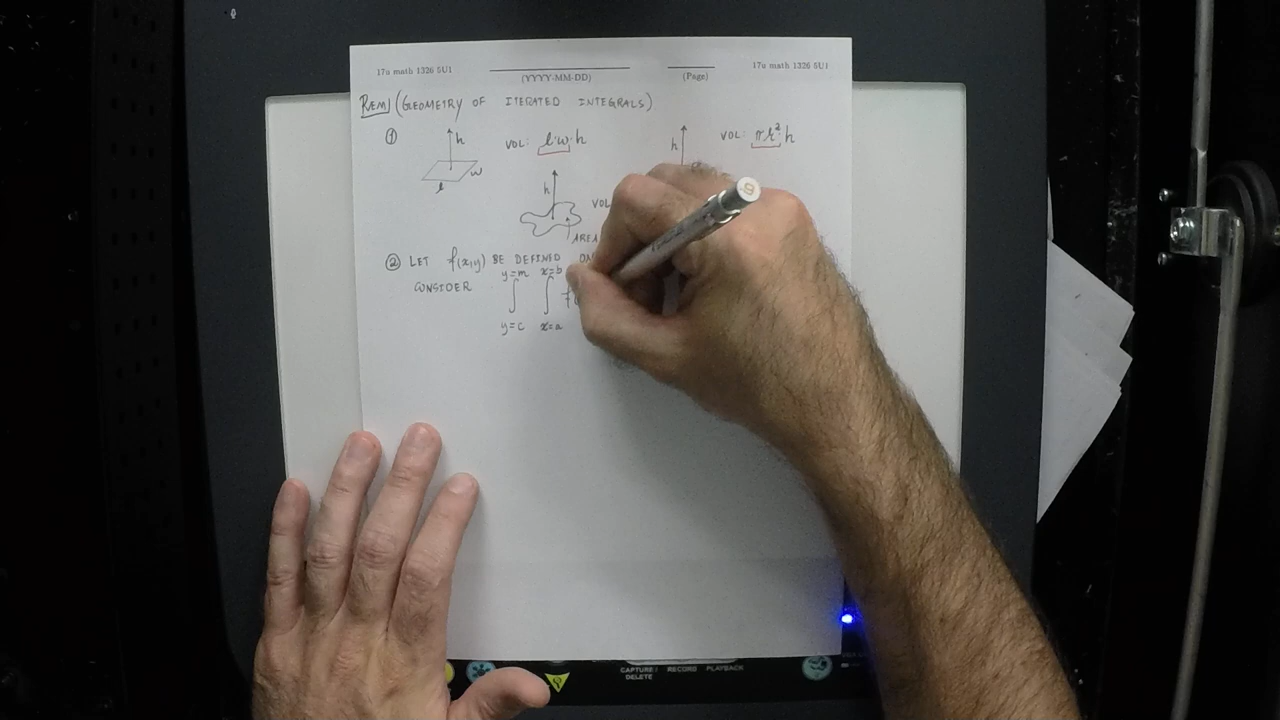 17u math 1326 5U1
(YYYY-MM-DD)
(Page)
17u math 1326 5U1
REM (GEOMETRY OF ITERATED INTEGRALS)
① h w l VOL: l·w·h
h VOL: πr²·h
h VOL
AREA
② LET f(x,y) BE DEFINED ON
CONSIDER
y=m x=b
∫ ∫ f
y=c x=a
CAPTURE/ DELETE
RECORD
PLAYBACK